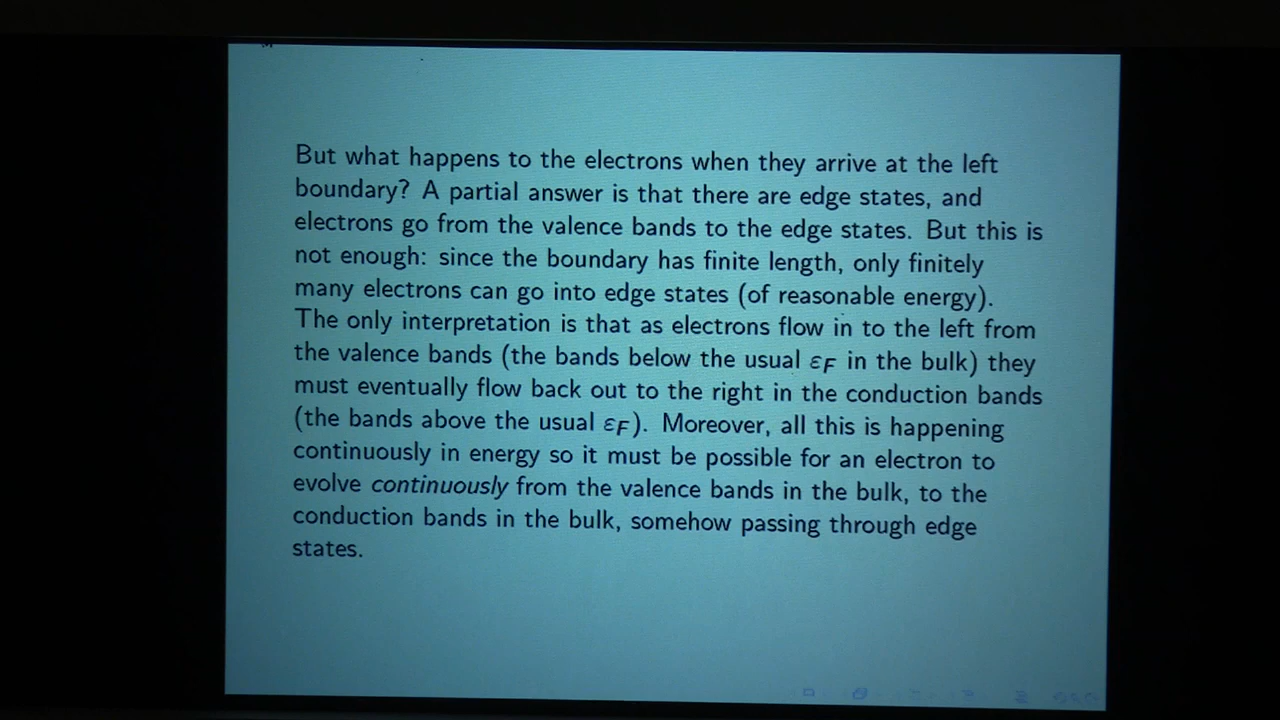 But what happens to the electrons when they arrive at the left
boundary? A partial answer is that there are edge states, and
electrons go from the valence bands to the edge states. But this is
not enough: since the boundary has finite length, only finitely
many electrons can go into edge states (of reasonable energy).
The only interpretation is that as electrons flow in to the left from
the valence bands (the bands below the usual εF in the bulk) they
must eventually flow back out to the right in the conduction bands
(the bands above the usual εF). Moreover, all this is happening
continuously in energy so it must be possible for an electron to
evolve continuously from the valence bands in the bulk, to the
conduction bands in the bulk, somehow passing through edge
states.